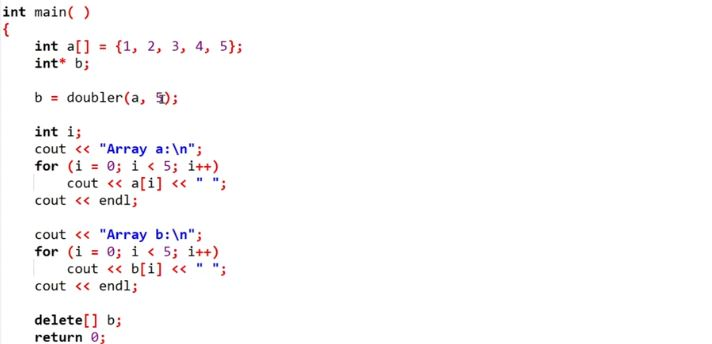 int main( )
{
    int a[] = {1, 2, 3, 4, 5};
    int* b;
    b = doubler(a, 5);
    int i;
    cout << "Array a:\n";
    for (i = 0; i < 5; i++)
        cout << a[i] << " ";
    cout << endl;
    cout << "Array b:\n";
    for (i = 0; i < 5; i++)
        cout << b[i] << " ";
    cout << endl;
    delete[] b;
    return 0;